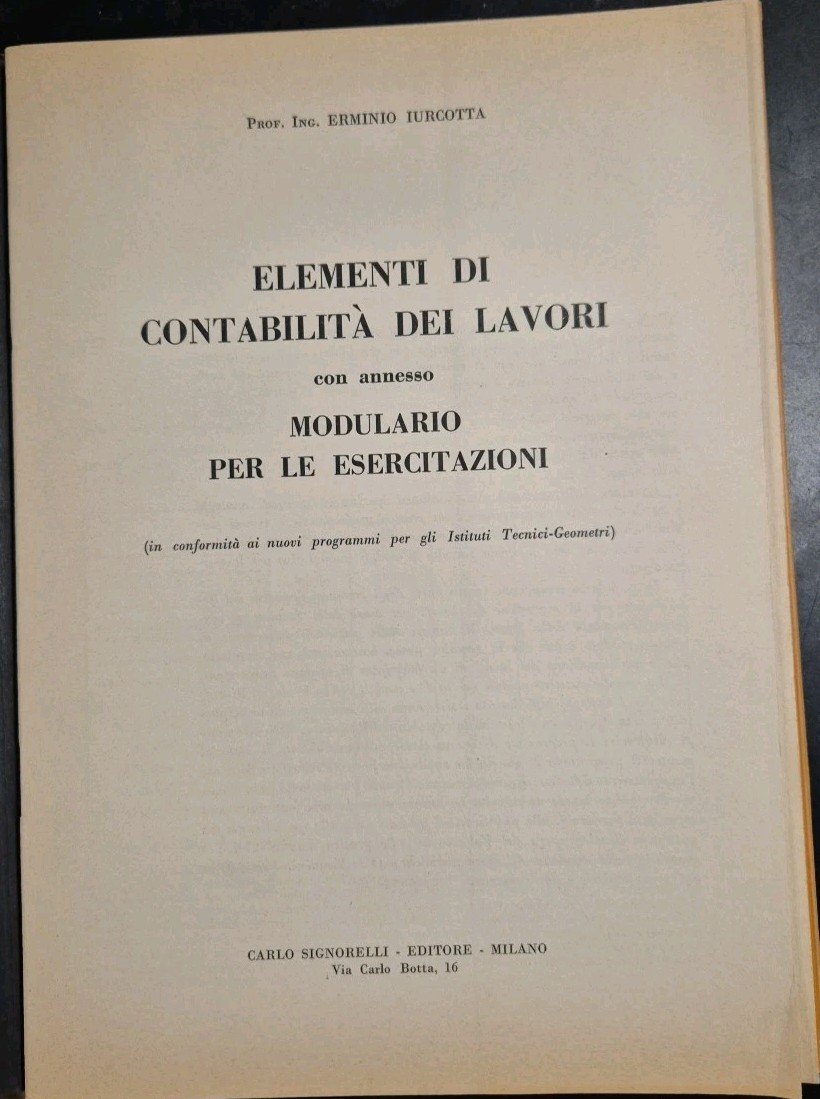 Prof. Ing. ERMINIO IURCOTTA
ELEMENTI DI
CONTABILITÀ DEI LAVORI
con annesso
MODULARIO
PER LE ESERCITAZIONI
(in conformità ai nuovi programmi per gli Istituti Tecnici-Geometri)
CARLO SIGNORELLI - EDITORE - MILANO
Via Carlo Botta, 16